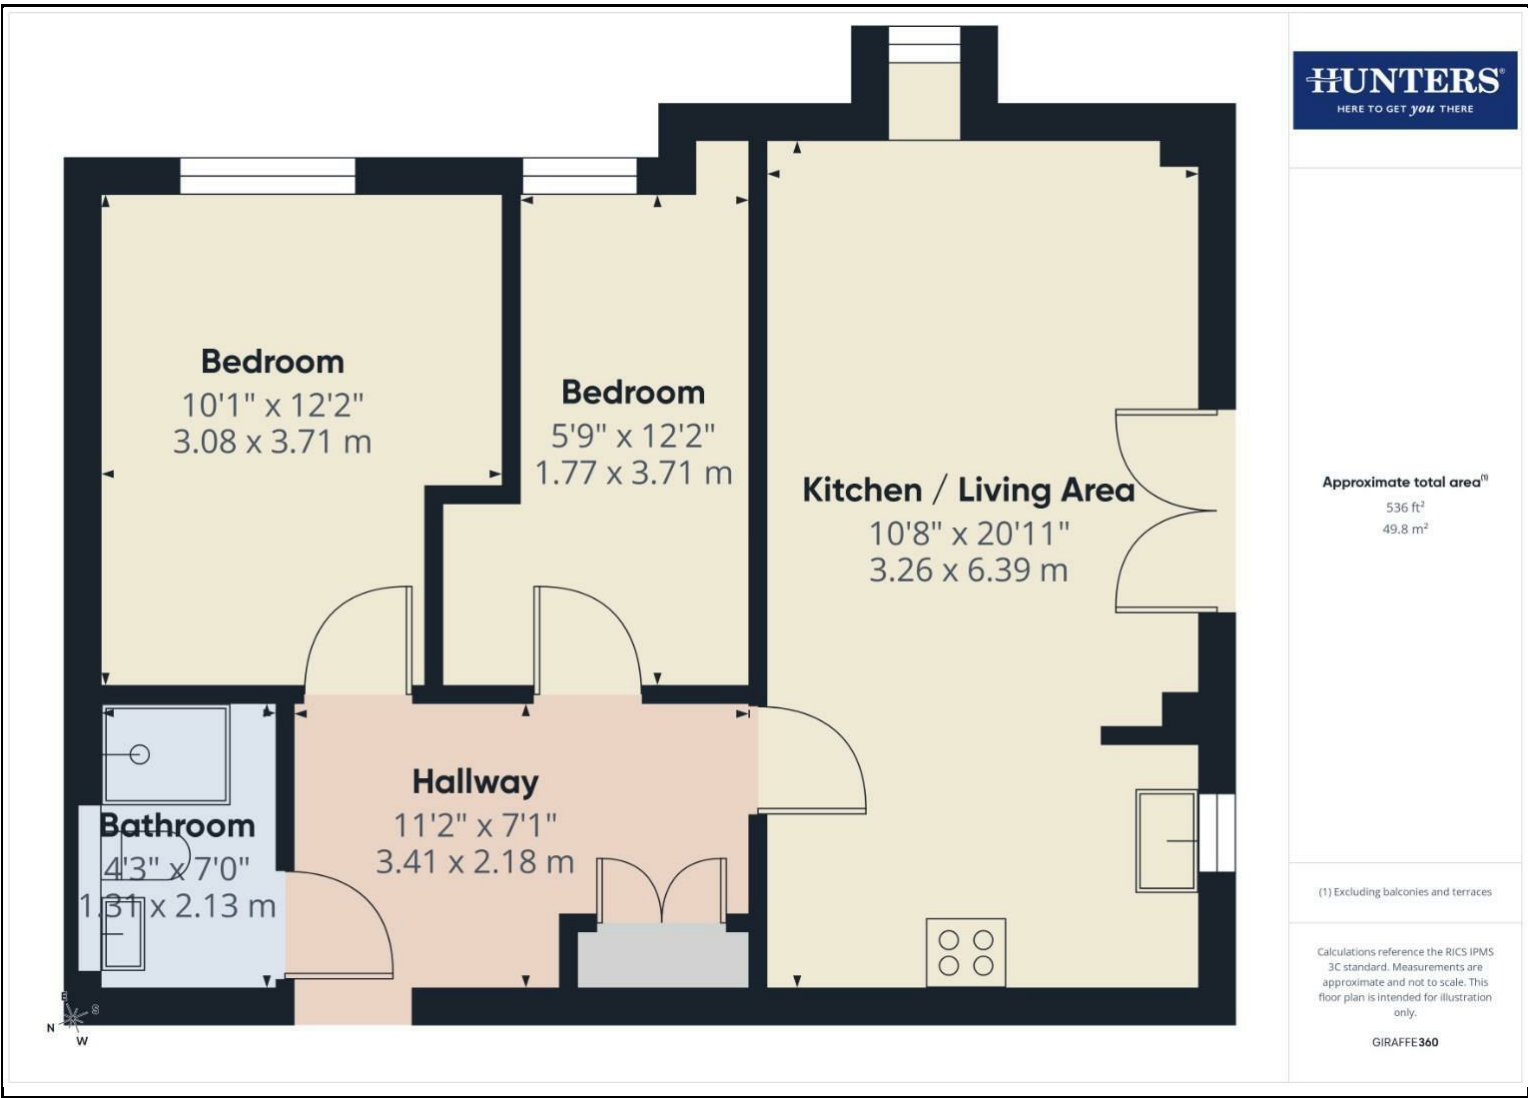 HUNTERS®
HERE TO GET you THERE
Bedroom
10'1" x 12'2"
3.08 x 3.71 m
Bedroom
5'9" x 12'2"
1.77 x 3.71 m
Kitchen / Living Area
10'8" x 20'11"
3.26 x 6.39 m
Hallway
11'2" x 7'1"
3.41 x 2.18 m
Bathroom
4'3" x 7'0"
1.31 x 2.13 m
E
S
N
W
Approximate total area(1)
536 ft²
49.8 m²
(1) Excluding balconies and terraces
Calculations reference the RICS IPMS
3C standard. Measurements are
approximate and not to scale. This
floor plan is intended for illustration
only.
GIRAFFE360